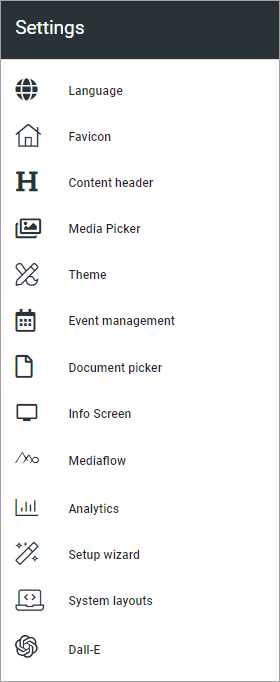 Settings
Language
Favicon
Content header
Media Picker
Theme
Event management
Document picker
Info Screen
Mediaflow
Analytics
Setup wizard
System layouts
Dall-E